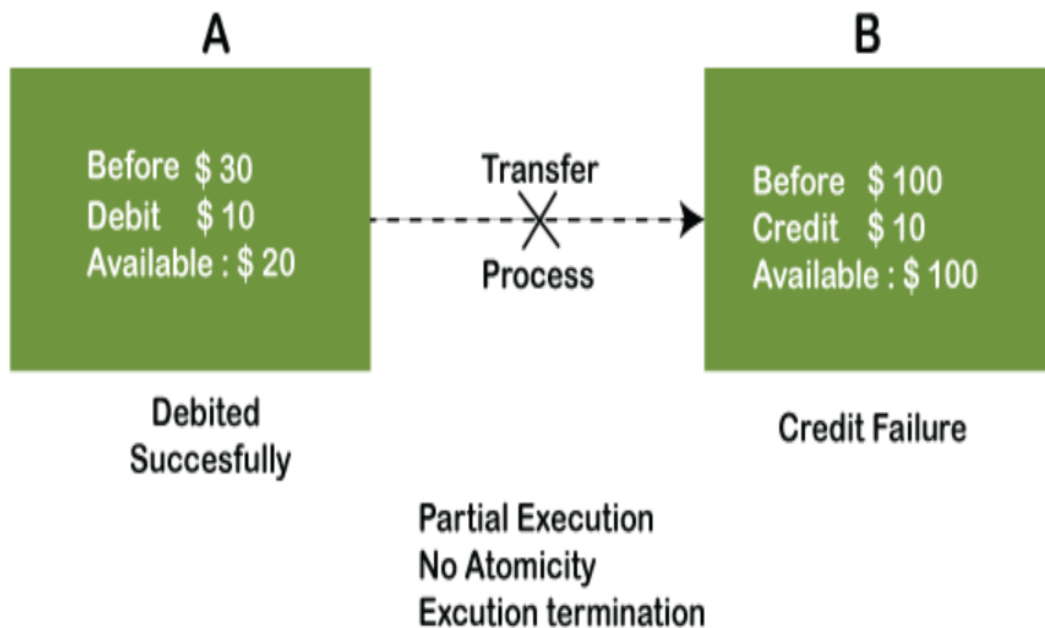 A
B
Before $ 30
Debit $ 10
Available : $ 20
Transfer
Process
Before $ 100
Credit $ 10
Available : $ 100
Debited
Succesfully
Credit Failure
Partial Execution
No Atomicity
Excution termination